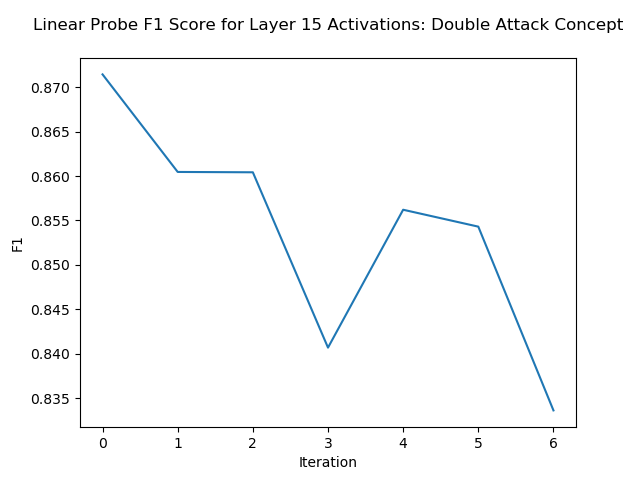 Linear Probe F1 Score for Layer 15 Activations: Double Attack Concept
0.870
0.865
0.860
0.855
0.850
0.845
0.840
0.835
F1
0 1 2 3 4 5 6
Iteration